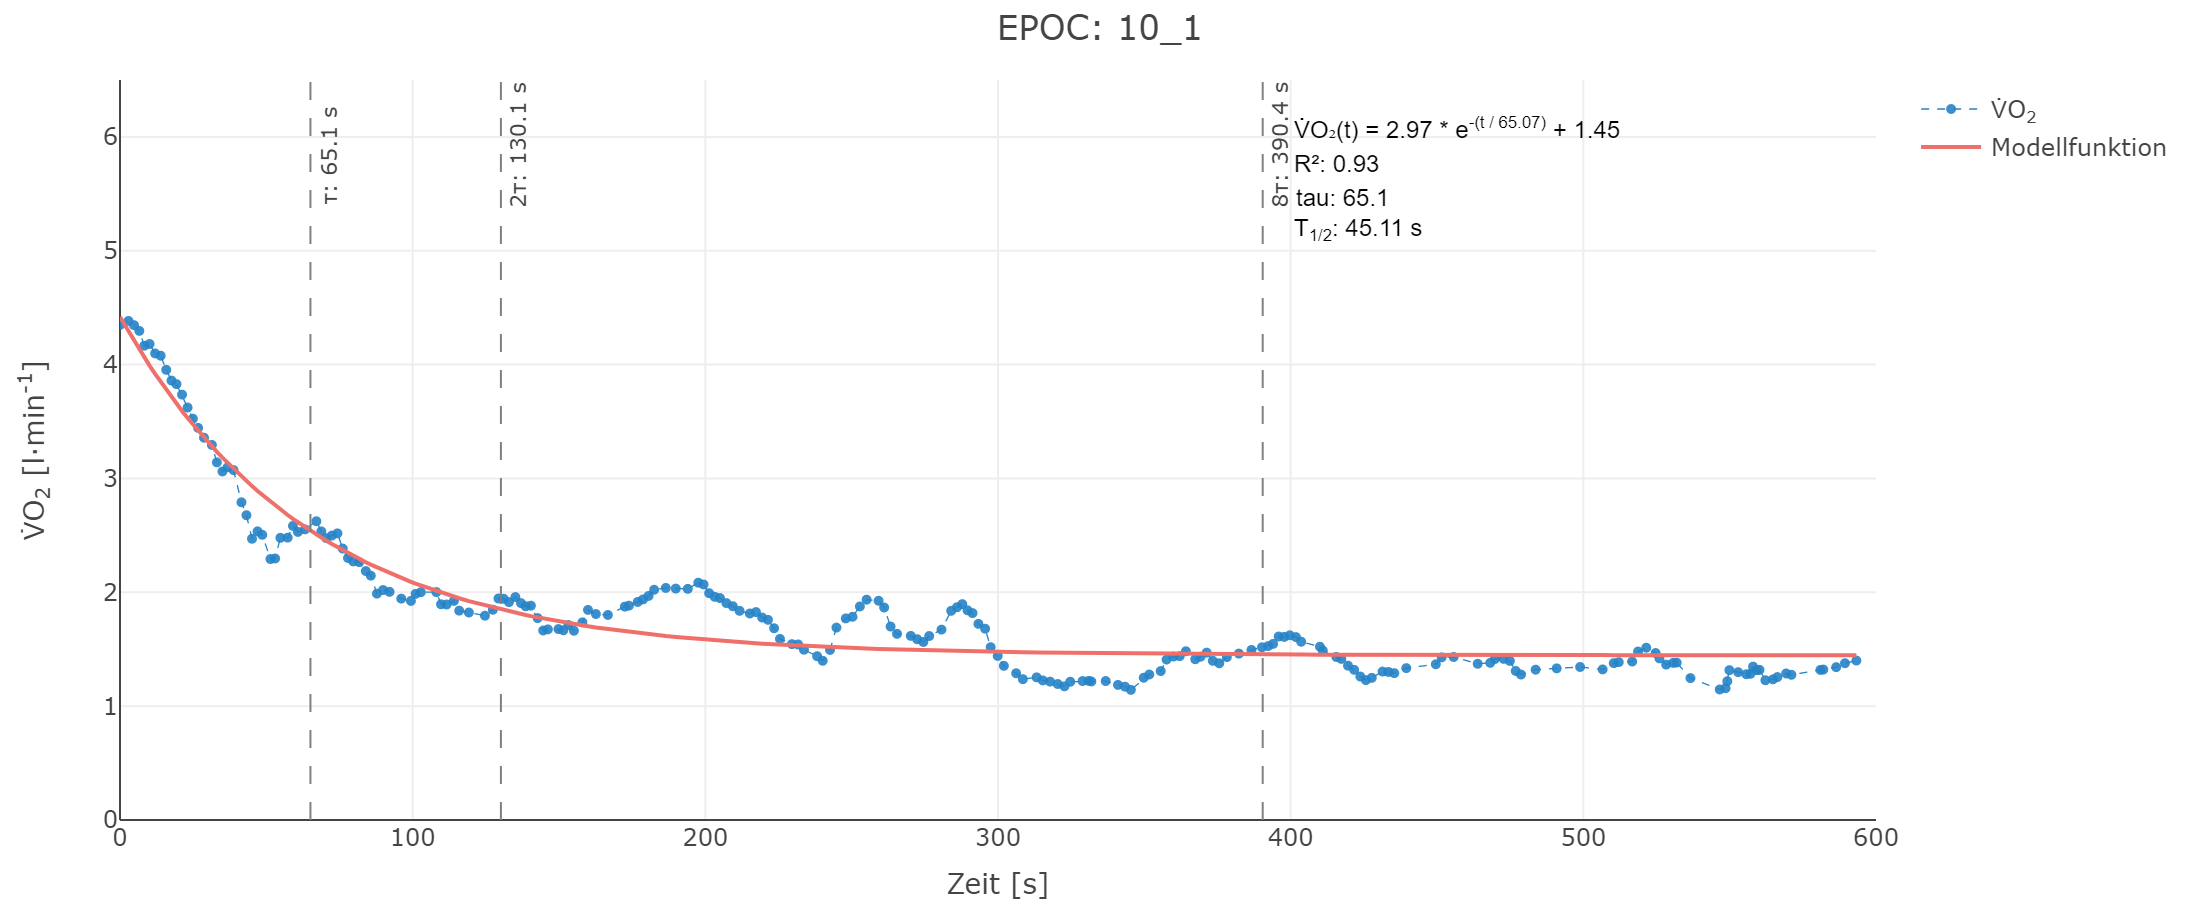 EPOC: 10_1
V̇O₂
Modellfunktion
τ: 65.1 s
2τ: 130.1 s
8τ: 390.4 s
V̇O₂(t) = 2.97 * e^-(t / 65.07) + 1.45
R²: 0.93
tau: 65.1
T1/2: 45.11 s
V̇O₂ [l·min⁻¹]
6
5
4
3
2
1
0
0 100 200 300 400 500 600
Zeit [s]